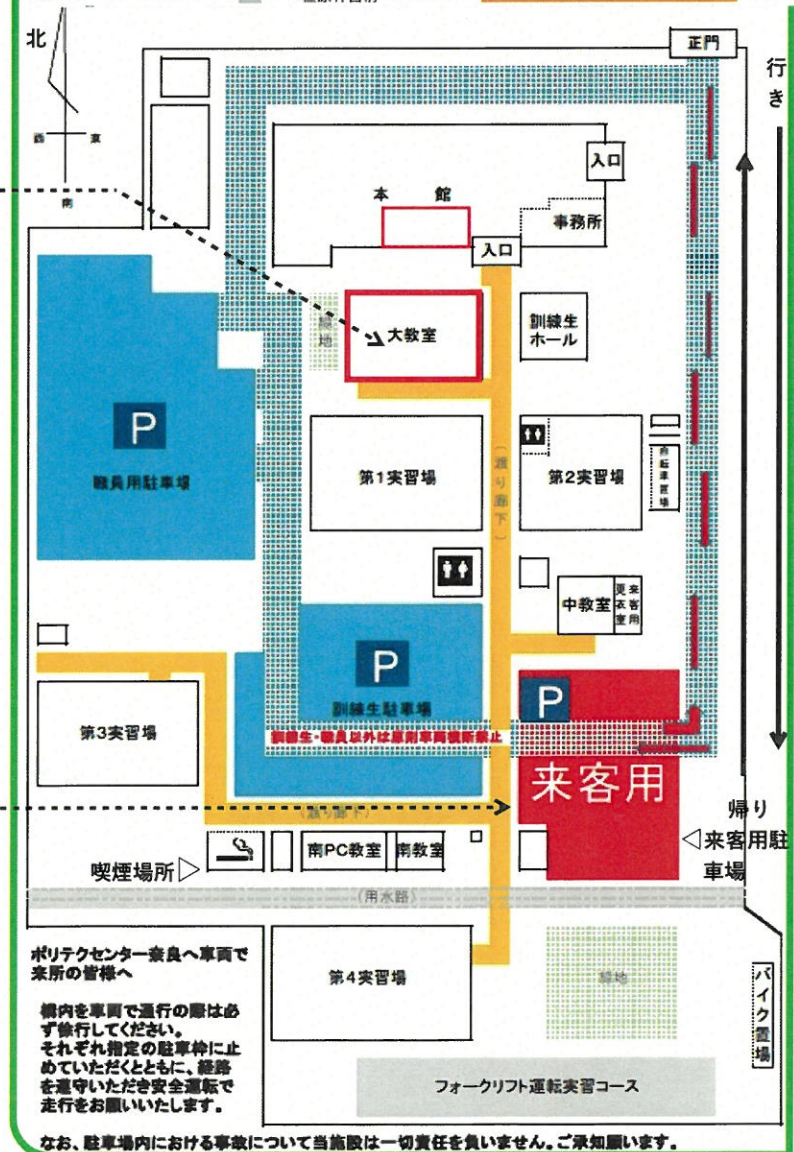 北
西 東
南
正門
行き
入口
本 館
事務所
入口
緑地
大教室
訓練生
ホール
P
職員用駐車場
第1実習場
(渡り廊下)
第2実習場
自転車置場
中教室
来客用
更衣室
P
訓練生駐車場
P
第3実習場
訓練生・職員以外は原則車両横断禁止
来客用
帰り
(渡り廊下)
◁来客用駐
車場
喫煙場所▷
南PC教室
南教室
(用水路)
ポリテクセンター奈良へ車両で
来所の皆様へ
第4実習場
緑地
バイク置場
構内を車両で通行の際は必
ず徐行してください。
それぞれ指定の駐車枠に止
めていただくとともに、経路
を遵守いただき安全運転で
走行をお願いいたします。
フォークリフト運転実習コース
なお、駐車場内における事故について当施設は一切責任を負いません。ご承知願います。